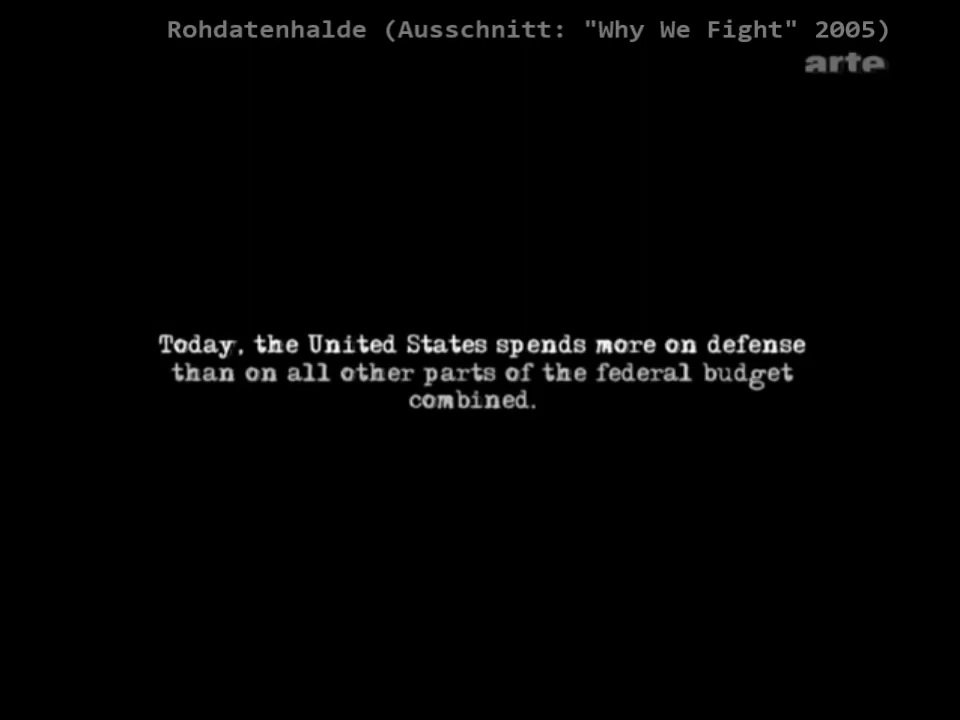 Rohdatenhalde (Ausschnitt: "Why We Fight" 2005)
arte
Today, the United States spends more on defense
than on all other parts of the federal budget
combined.